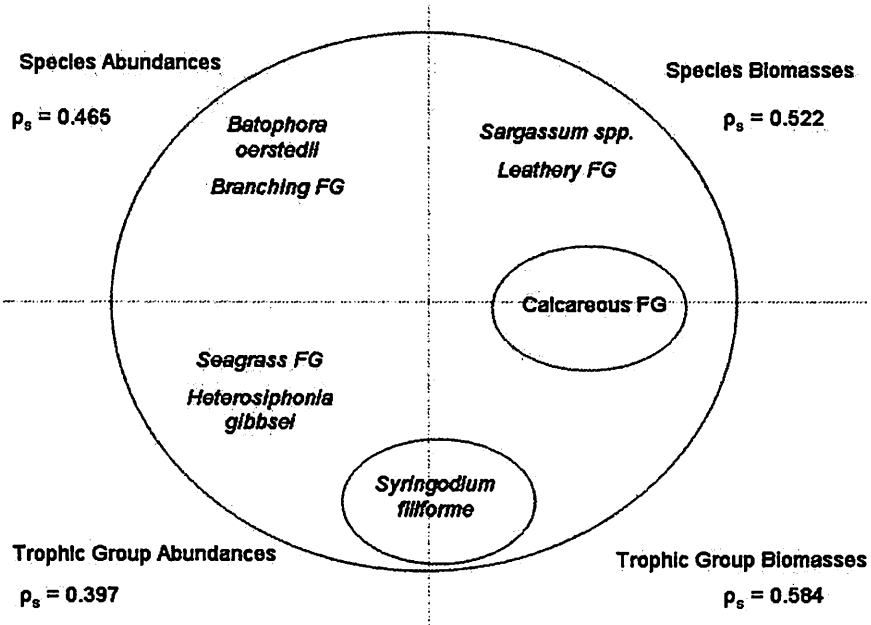 Species Abundances
ρs = 0.465
Species Biomasses
ρs = 0.522
Batophora
oerstedii
Branching FG
Sargassum spp.
Leathery FG
Calcareous FG
Seagrass FG
Heterosiphonia
gibbsei
Syringodium
filiforme
Trophic Group Abundances
ρs = 0.397
Trophic Group Biomasses
ρs = 0.584